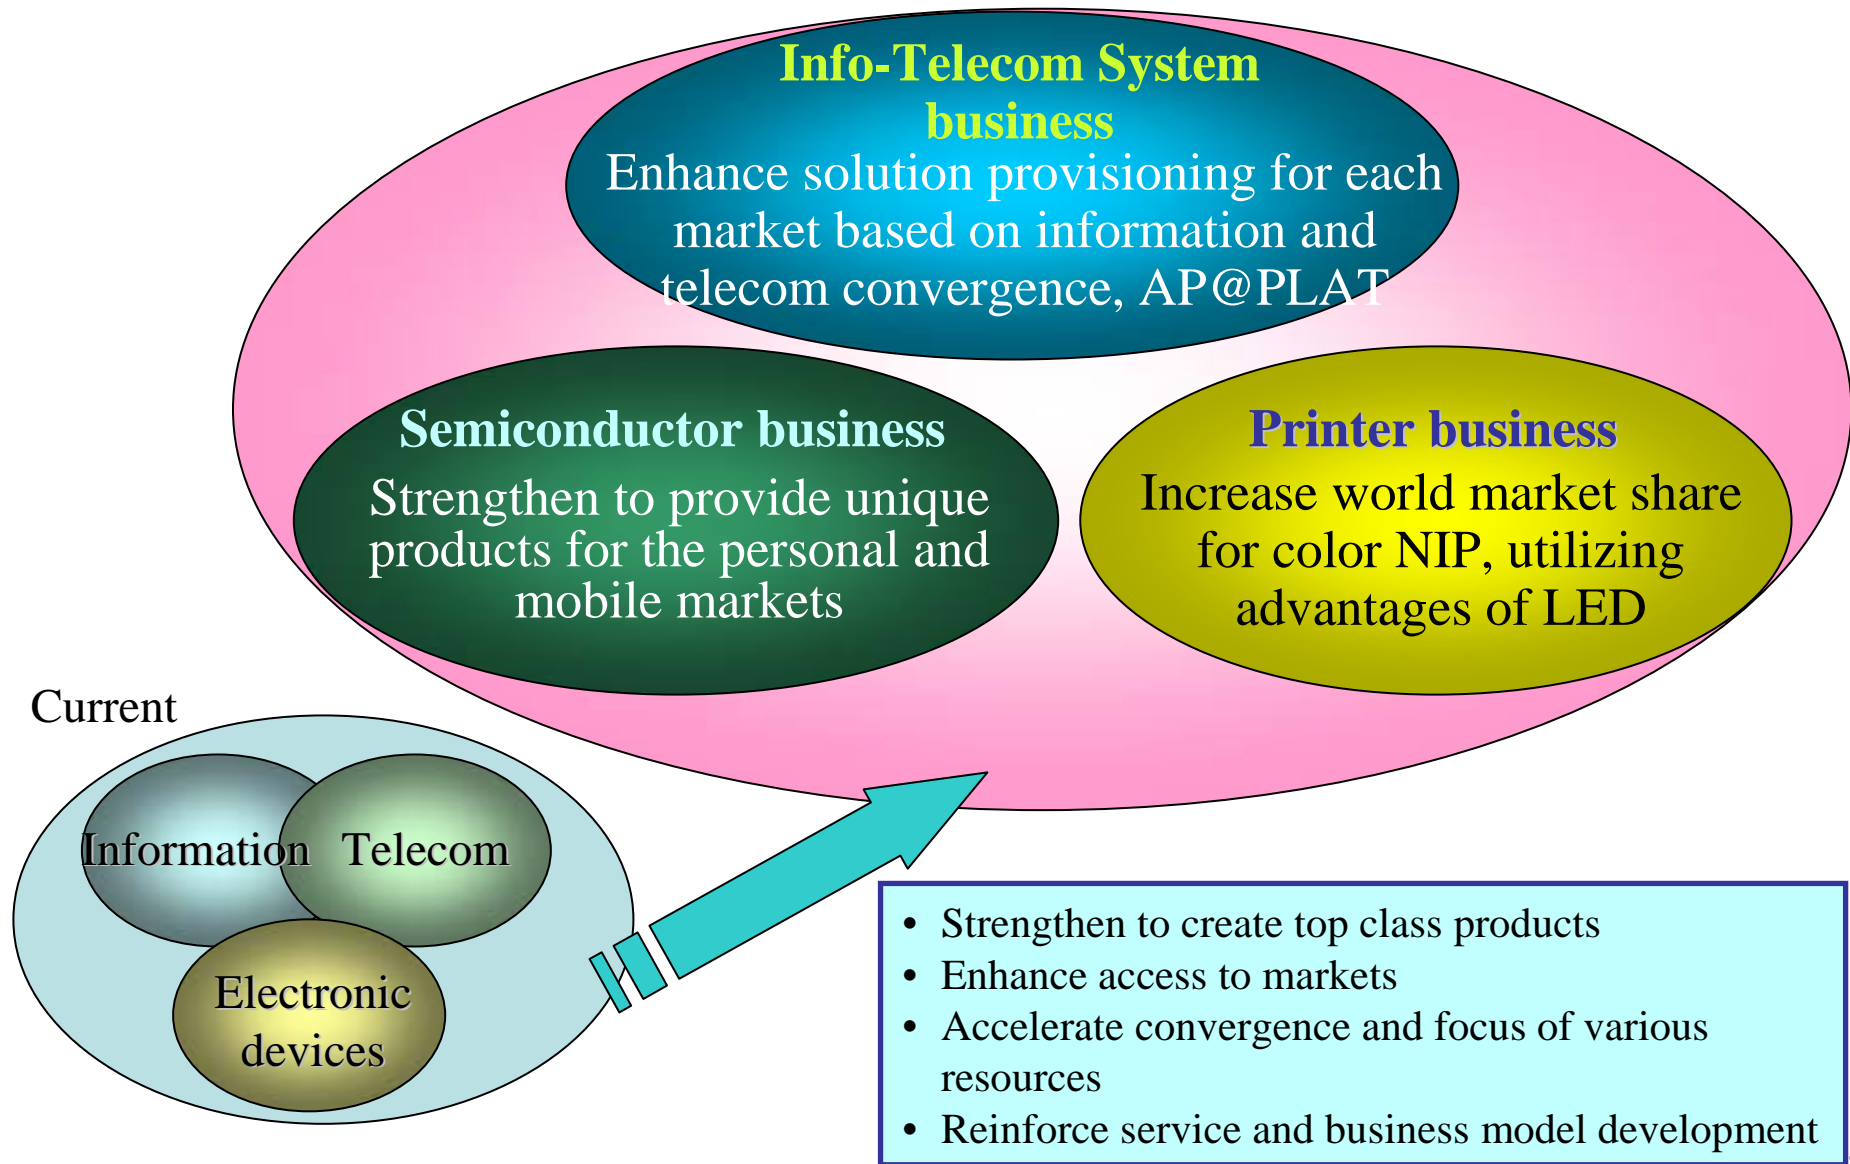 Info-Telecom System
business
Enhance solution provisioning for each
market based on information and
telecom convergence, AP@PLAT
Semiconductor business
Strengthen to provide unique
products for the personal and
mobile markets
Printer business
Increase world market share
for color NIP, utilizing
advantages of LED
Current
Information
Telecom
Electronic
devices
• Strengthen to create top class products
• Enhance access to markets
• Accelerate convergence and focus of various
resources
• Reinforce service and business model development